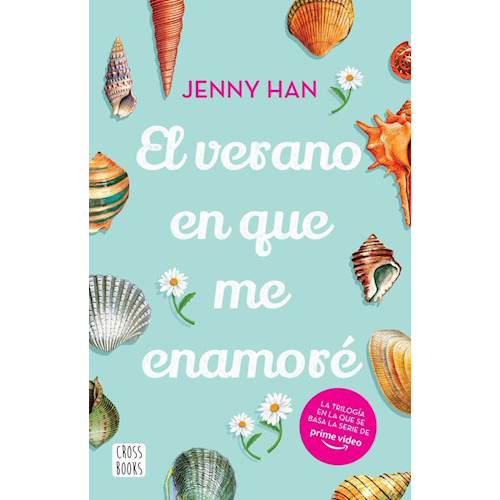 JENNY HAN
El verano
en que
me
enamoré
LA TRILOGÍA
EN LA QUE SE
BASA LA SERIE DE
prime video
CROSS
BOOKS